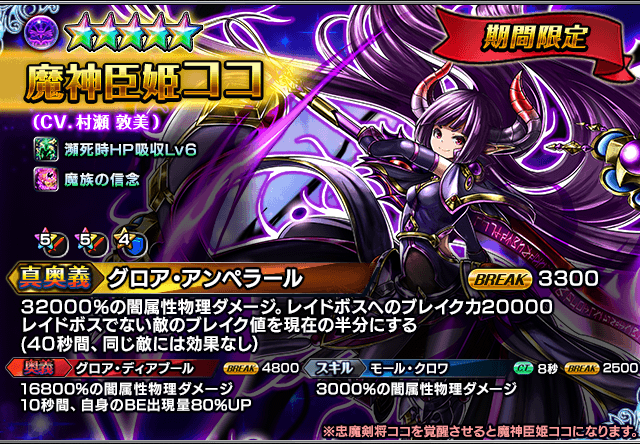 期間限定
魔神臣姫ココ
(CV.村瀬 敦美)
瀕死時HP吸収Lv6
魔族の信念
5 5 4
真奥義 グロア・アンペラール BREAK 3300
32000%の闇属性物理ダメージ。レイドボスへのブレイク力20000
レイドボスでない敵のブレイク値を現在の半分にする
(40秒間、同じ敵には効果なし)
奥義 グロア・ディアブール BREAK 4800
16800%の闇属性物理ダメージ
10秒間、自身のBE出現量80%UP
スキル モール・クロワ C.T. 8秒 BREAK 2500
3000%の闇属性物理ダメージ
※忠魔剣将ココを覚醒させると魔神臣姫ココになります。